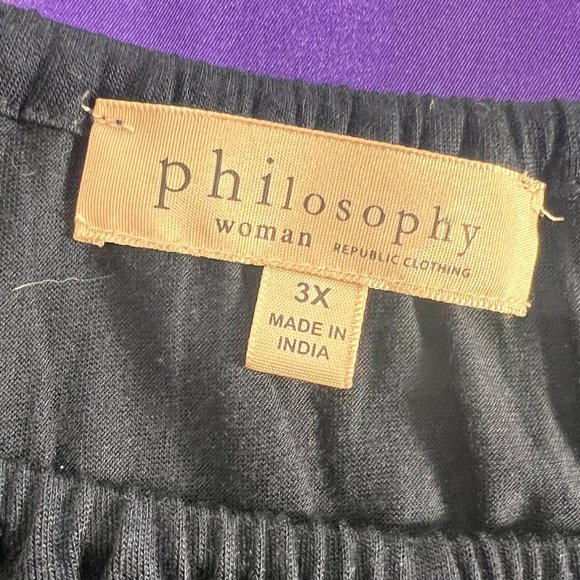 philosophy
woman REPUBLIC CLOTHING
3X
MADE IN
INDIA